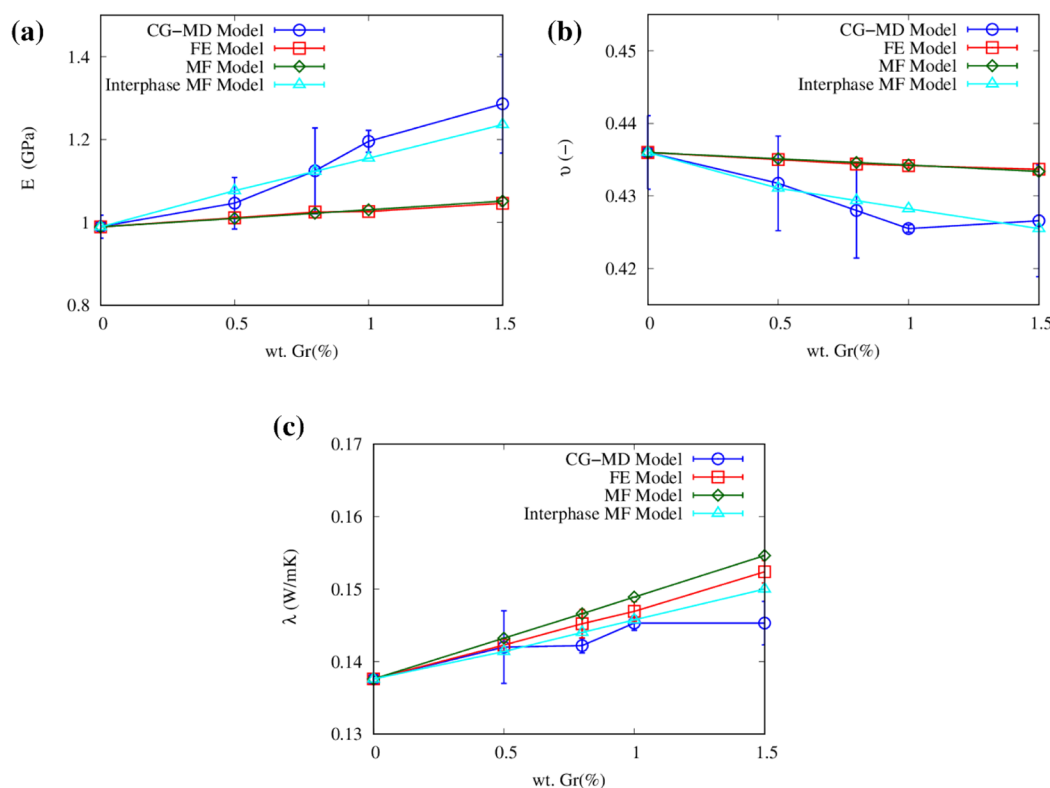 (a)
CG−MD Model
FE Model
MF Model
Interphase MF Model
1.4
1.2
1
0.8
E (GPa)
0
0.5
1
1.5
wt. Gr(%)
(b)
CG−MD Model
FE Model
MF Model
Interphase MF Model
0.45
0.44
0.43
0.42
υ (−)
0
0.5
1
1.5
wt. Gr(%)
(c)
CG−MD Model
FE Model
MF Model
Interphase MF Model
0.17
0.16
0.15
0.14
0.13
λ (W/mK)
0
0.5
1
1.5
wt. Gr(%)